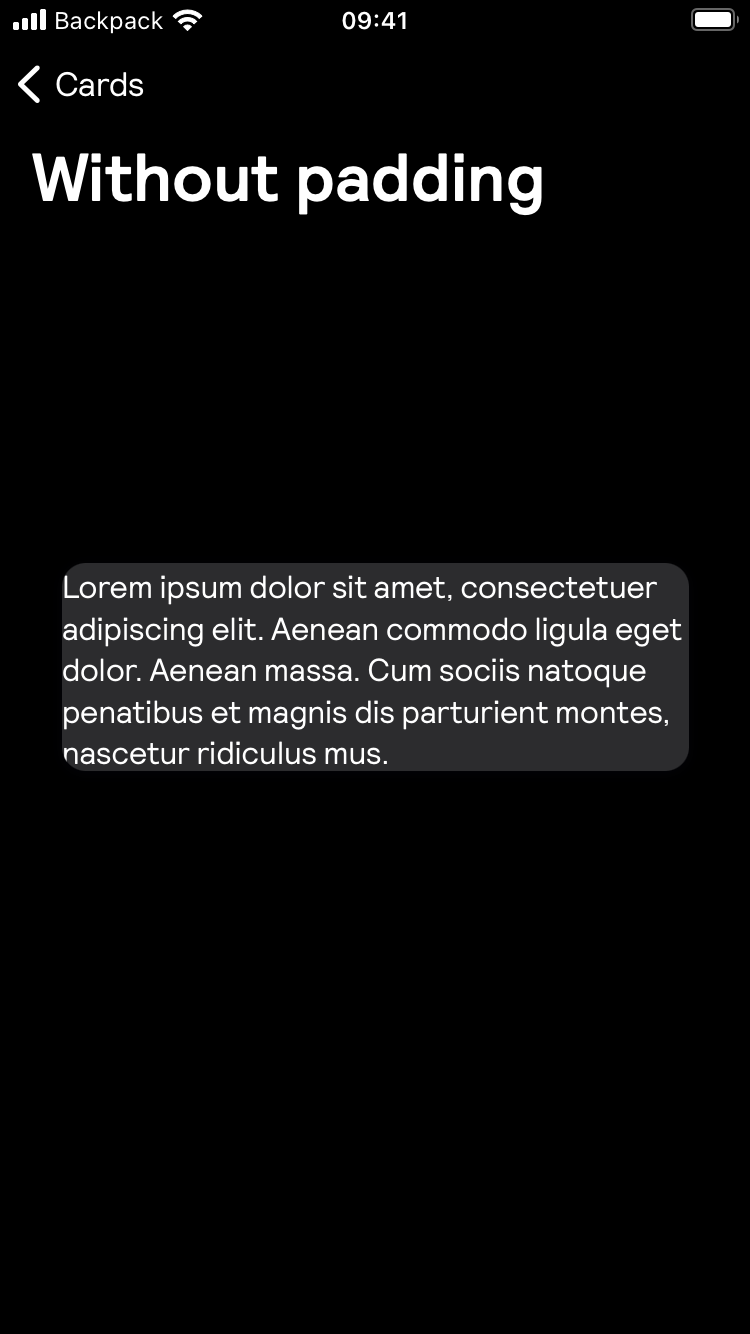 Backpack 09:41
Cards
Without padding
Lorem ipsum dolor sit amet, consectetuer
adipiscing elit. Aenean commodo ligula eget
dolor. Aenean massa. Cum sociis natoque
penatibus et magnis dis parturient montes,
nascetur ridiculus mus.